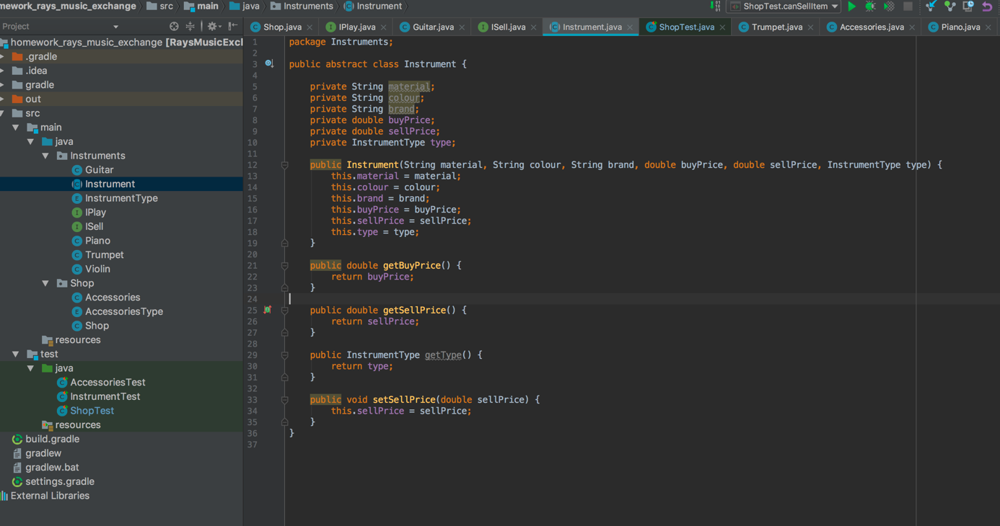 mework_rays_music_exchange src main java Instruments Instrument ShopTest.canSellItem
Project Shop.java IPlay.java Guitar.java ISell.java Instrument.java ShopTest.java Trumpet.java Accessories.java Piano.java
homework_rays_music_exchange [RaysMusicExcl
.gradle
.idea
gradle
out
src
main
java
Instruments
Guitar
Instrument
InstrumentType
IPlay
ISell
Piano
Trumpet
Violin
Shop
Accessories
AccessoriesType
Shop
resources
test
java
AccessoriesTest
InstrumentTest
ShopTest
resources
build.gradle
gradlew
gradlew.bat
settings.gradle
External Libraries
1 package Instruments;
2
3 public abstract class Instrument {
4
5 private String material;
6 private String colour;
7 private String brand;
8 private double buyPrice;
9 private double sellPrice;
10 private InstrumentType type;
11
12 public Instrument(String material, String colour, String brand, double buyPrice, double sellPrice, InstrumentType type) {
13 this.material = material;
14 this.colour = colour;
15 this.brand = brand;
16 this.buyPrice = buyPrice;
17 this.sellPrice = sellPrice;
18 this.type = type;
19 }
20
21 public double getBuyPrice() {
22 return buyPrice;
23 }
24
25 public double getSellPrice() {
26 return sellPrice;
27 }
28
29 public InstrumentType getType() {
30 return type;
31 }
32
33 public void setSellPrice(double sellPrice) {
34 this.sellPrice = sellPrice;
35 }
36 }
37